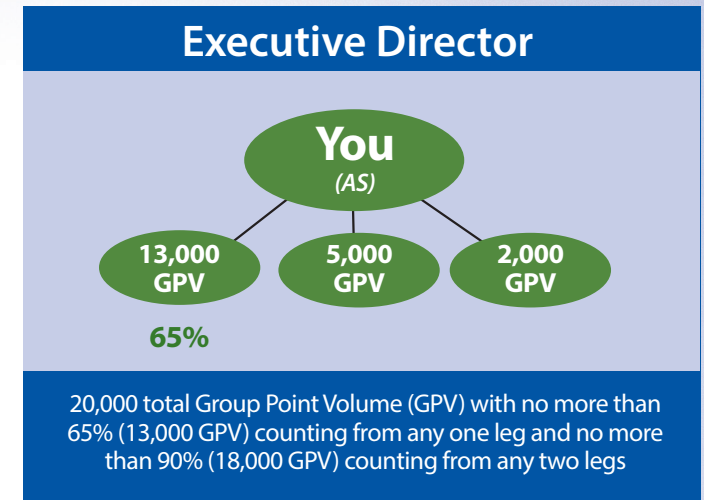 Executive Director
You
(AS)
13,000
GPV
5,000
GPV
2,000
GPV
65%
20,000 total Group Point Volume (GPV) with no more than
65% (13,000 GPV) counting from any one leg and no more
than 90% (18,000 GPV) counting from any two legs